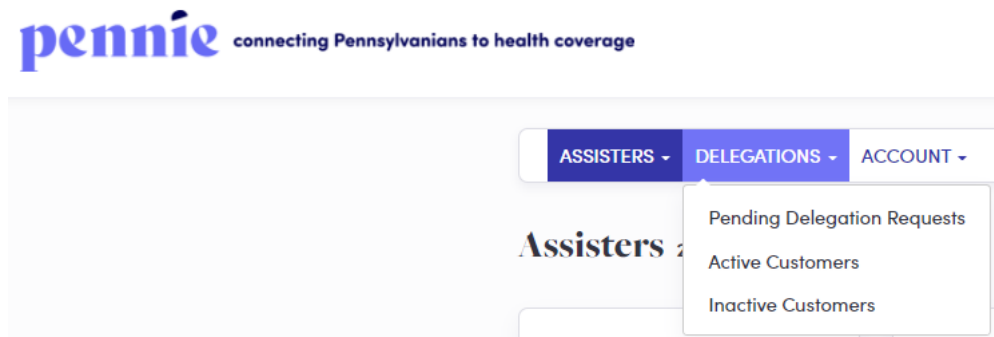 pennie connecting Pennsylvanians to health coverage
ASSISTERS DELEGATIONS ACCOUNT
Pending Delegation Requests
Assisters
Active Customers
Inactive Customers